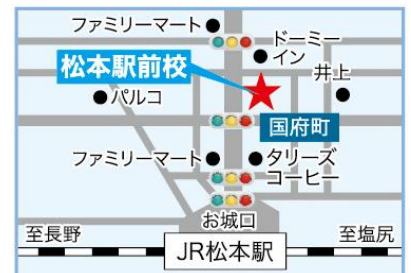 ファミリーマート
ドーミー
イン
松本駅前校
井上
パルコ
国府町
ファミリーマート
タリーズ
コーヒー
お城口
至長野
至塩尻
JR松本駅